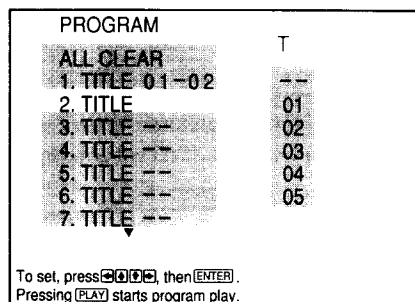 PROGRAM
T
ALL CLEAR
1. TITLE 01-02
--
2. TITLE
01
3. TITLE --
02
4. TITLE --
03
5. TITLE --
04
6. TITLE --
05
7. TITLE --
To set, press ←↑↓→, then ENTER.
Pressing PLAY starts program play.